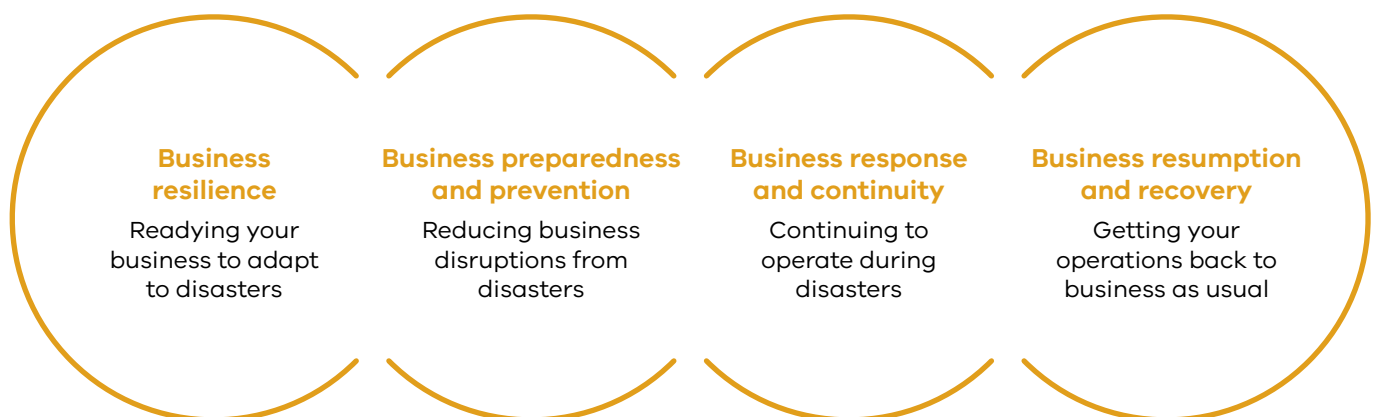 Business
resilience
Readying your
business to adapt
to disasters
Business preparedness
and prevention
Reducing business
disruptions from
disasters
Business response
and continuity
Continuing to
operate during
disasters
Business resumption
and recovery
Getting your
operations back to
business as usual